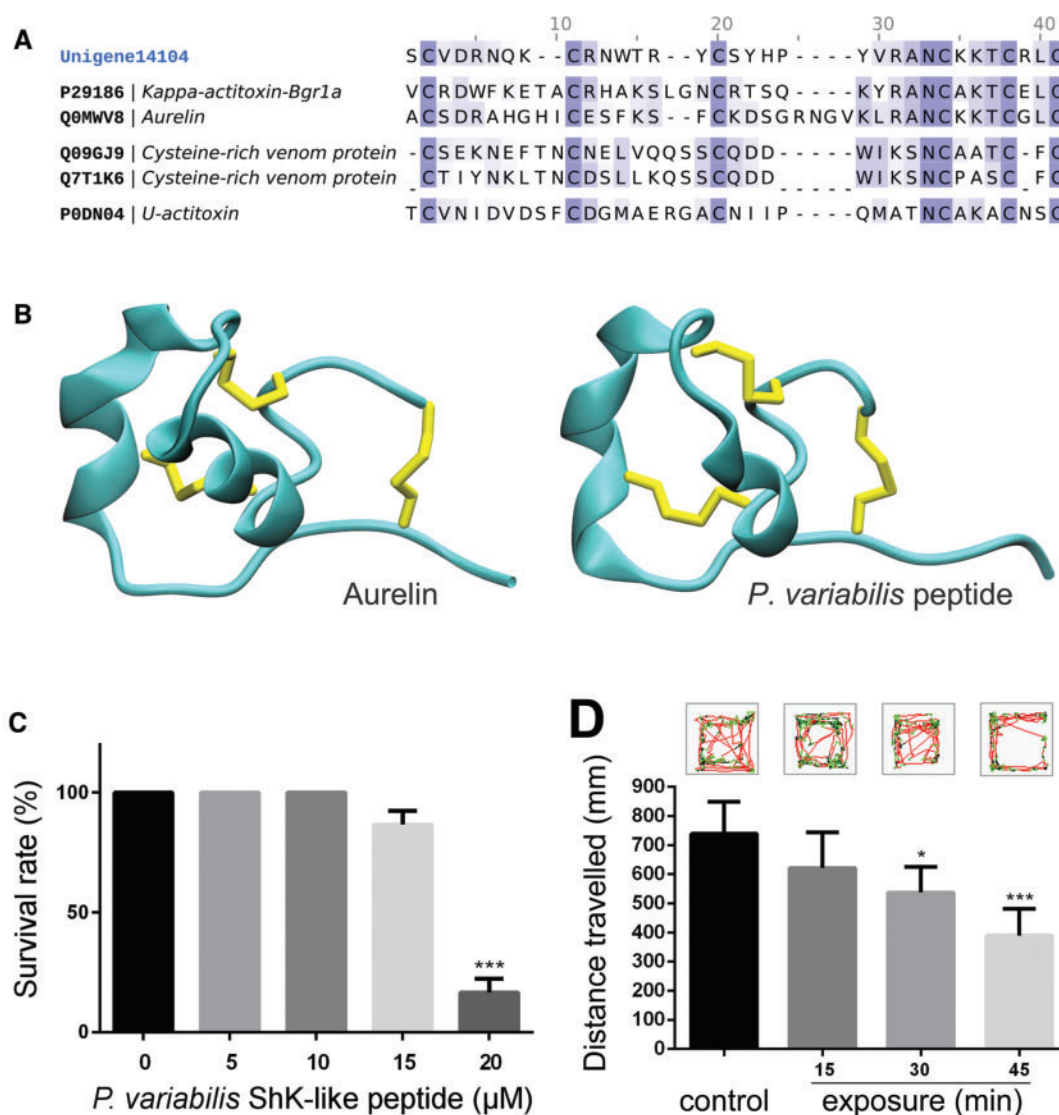 A
10 20 30 40
Unigene14104 SCVDRNQK--CRNWTR--YCSYHP-----YVRANCKKTCRLC
P29186 | Kappa-actitoxin-Bgr1a VCRDWFKETACRHAKSLGNCRTSQ-----KYRANCAKTCELC
Q0MWV8 | Aurelin ACSDRAHGHICESFKS--FCKDSGRNGVKLRANCKKTCGLC
Q09GJ9 | Cysteine-rich venom protein -CSEKNEFTNCNELVQQSSCQDD-----WIKSNCAATC-FC
Q7T1K6 | Cysteine-rich venom protein -CTIYNKLTNCDSLLKQSSCQDD-----WIKSNCPASC-FC
P0DN04 | U-actitoxin TCVNIDVDSFCDGMAERGACNIIP-----QMATNCAKACNSC
B
Aurelin
P. variabilis peptide
C
Survival rate (%)
100
50
0
***
0 5 10 15 20
P. variabilis ShK-like peptide (µM)
D
Distance travelled (mm)
900
800
700
600
500
400
300
200
100
0
*
***
15 30 45
control exposure (min)